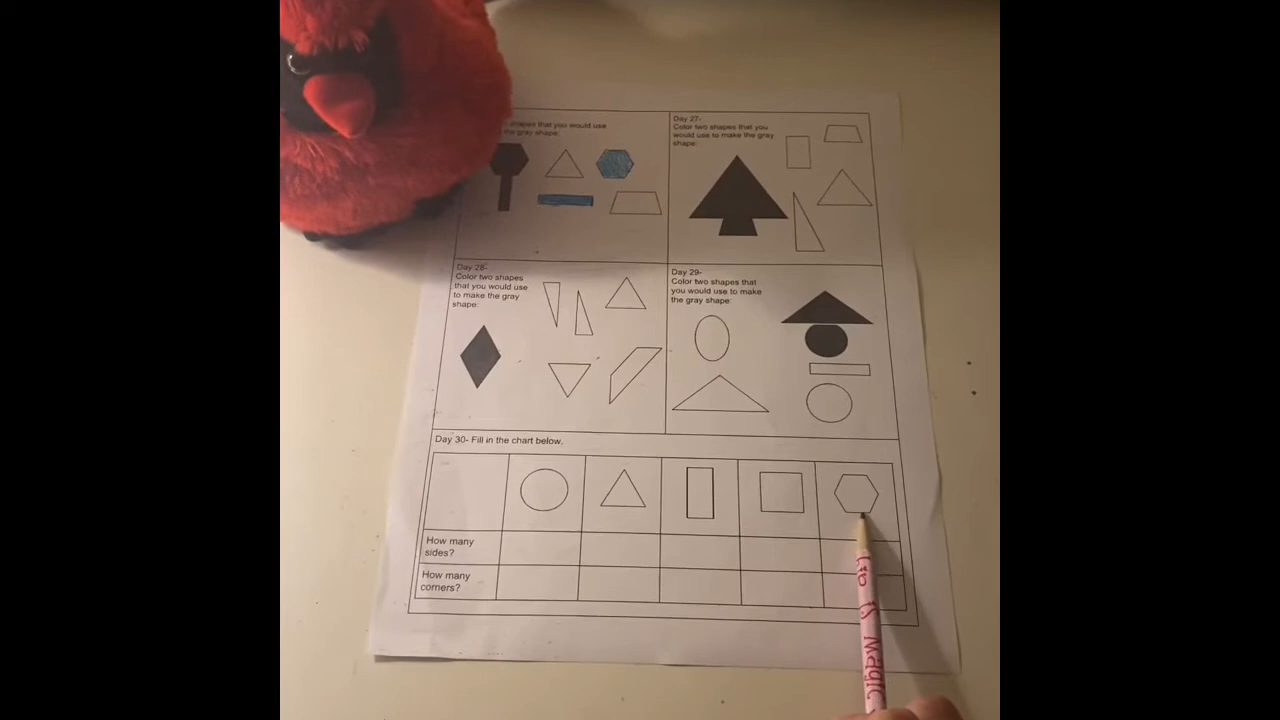 shapes that you would use
the gray shape:
Day 27-
Color two shapes that you
would use to make the gray
shape:
Day 28-
Color two shapes
that you would use
to make the gray
shape:
Day 29-
Color two shapes that
you would use to make
the gray shape:
Day 30- Fill in the chart below.
How many
sides?
How many
corners?
is Magic